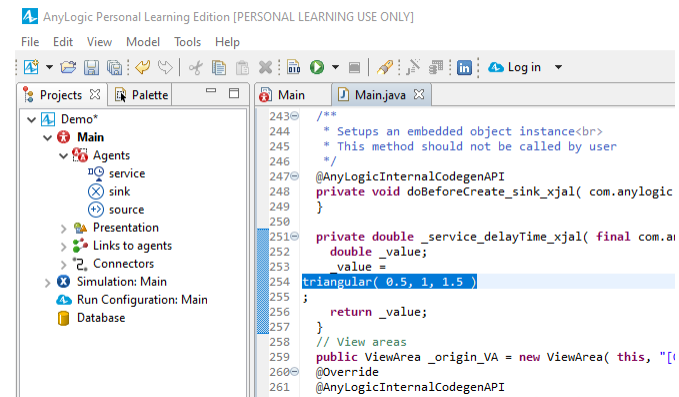 AnyLogic Personal Learning Edition [PERSONAL LEARNING USE ONLY]
File Edit View Model Tools Help
Log in
Projects Palette
Demo*
Main
Agents
service
sink
source
Presentation
Links to agents
Connectors
Simulation: Main
Run Configuration: Main
Database
Main Main.java
243 /**
244 * Setups an embedded object instance<br>
245 * This method should not be called by user
246 */
247 @AnyLogicInternalCodegenAPI
248 private void doBeforeCreate_sink_xjal( com.anylogic
249 }
250
251 private double _service_delayTime_xjal( final com.an
252 double _value;
253 _value =
254 triangular( 0.5, 1, 1.5 )
255 ;
256 return _value;
257 }
258 // View areas
259 public ViewArea _origin_VA = new ViewArea( this, "[
260 @Override
261 @AnyLogicInternalCodegenAPI